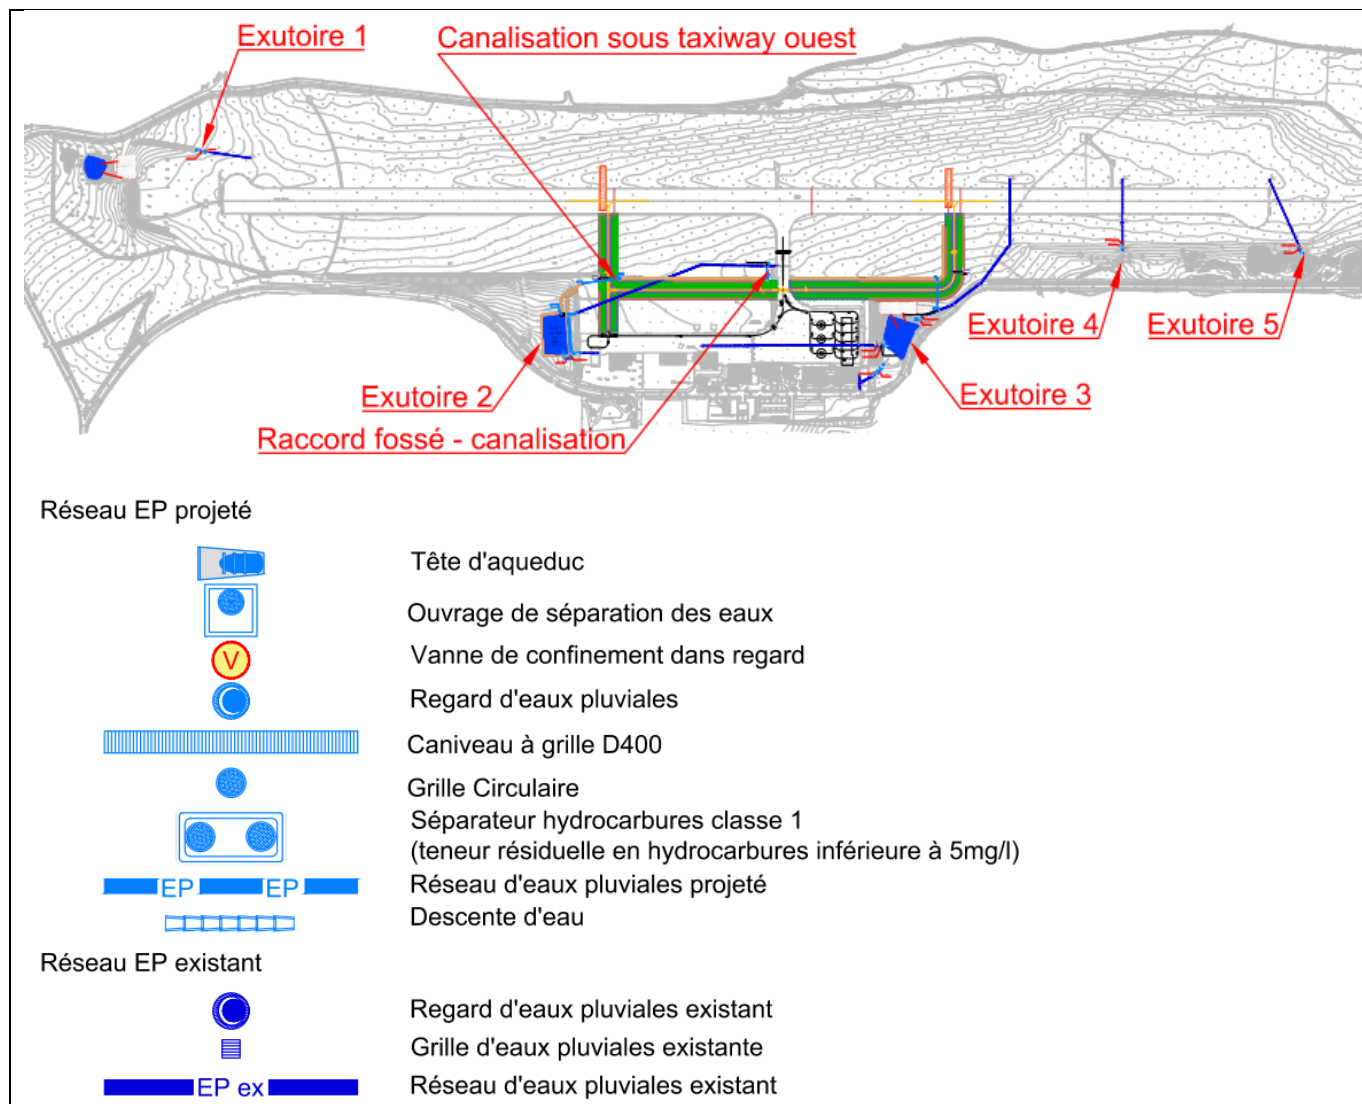 Exutoire 1
Canalisation sous taxiway ouest
Exutoire 4
Exutoire 5
Exutoire 2
Exutoire 3
Raccord fossé - canalisation
Réseau EP projeté
Tête d'aqueduc
Ouvrage de séparation des eaux
V
Vanne de confinement dans regard
Regard d'eaux pluviales
Caniveau à grille D400
Grille Circulaire
Séparateur hydrocarbures classe 1
(teneur résiduelle en hydrocarbures inférieure à 5mg/l)
EP EP
Réseau d'eaux pluviales projeté
Descente d'eau
Réseau EP existant
Regard d'eaux pluviales existant
Grille d'eaux pluviales existante
EP ex
Réseau d'eaux pluviales existant